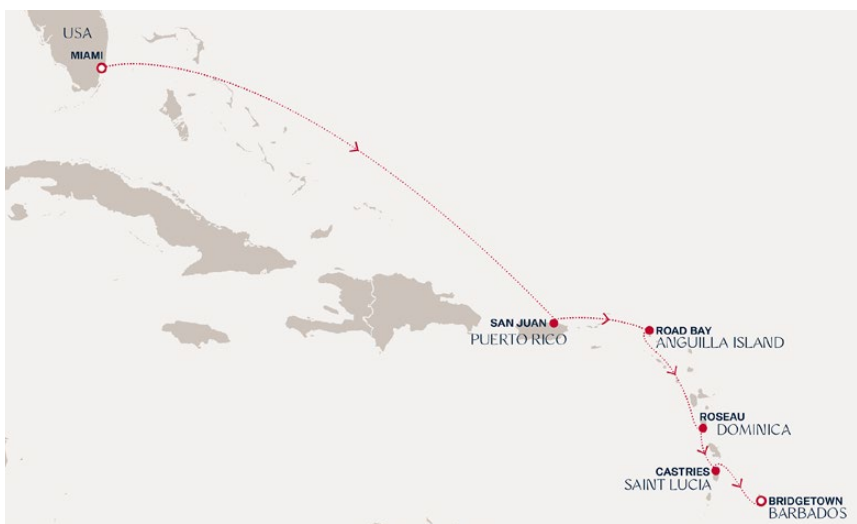 USA
MIAMI
SAN JUAN
PUERTO RICO
ROAD BAY
ANGUILLA ISLAND
ROSEAU
DOMINICA
CASTRIES
SAINT LUCIA
BRIDGETOWN
BARBADOS